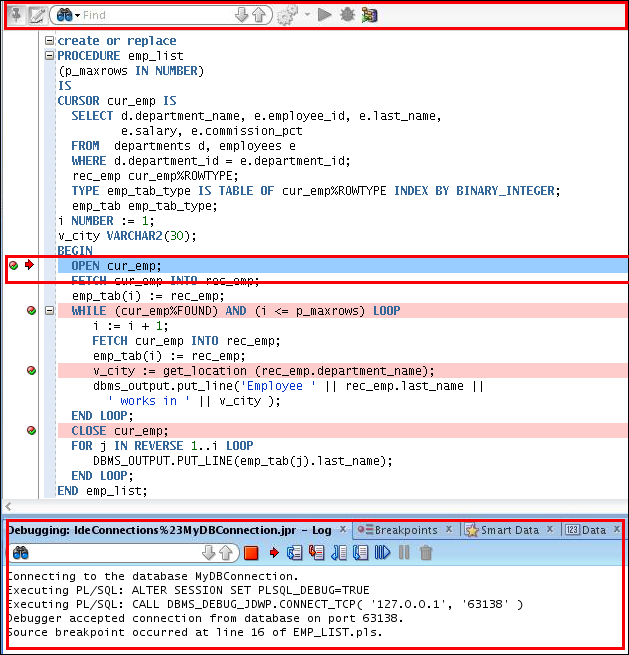 Find
create or replace
PROCEDURE emp_list
(p_maxrows IN NUMBER)
IS
CURSOR cur_emp IS
SELECT d.department_name, e.employee_id, e.last_name,
e.salary, e.commission_pct
FROM departments d, employees e
WHERE d.department_id = e.department_id;
rec_emp cur_emp%ROWTYPE;
TYPE emp_tab_type IS TABLE OF cur_emp%ROWTYPE INDEX BY BINARY_INTEGER;
emp_tab emp_tab_type;
i NUMBER := 1;
v_city VARCHAR2(30);
BEGIN
OPEN cur_emp;
FETCH cur_emp INTO rec_emp;
emp_tab(i) := rec_emp;
WHILE (cur_emp%FOUND) AND (i <= p_maxrows) LOOP
i := i + 1;
FETCH cur_emp INTO rec_emp;
emp_tab(i) := rec_emp;
v_city := get_location (rec_emp.department_name);
dbms_output.put_line('Employee ' || rec_emp.last_name ||
' works in ' || v_city );
END LOOP;
CLOSE cur_emp;
FOR j IN REVERSE 1..i LOOP
DBMS_OUTPUT.PUT_LINE(emp_tab(j).last_name);
END LOOP;
END emp_list;
Debugging: IdeConnections%23MyDBConnection.jpr - Log Breakpoints Smart Data Data
Connecting to the database MyDBConnection.
Executing PL/SQL: ALTER SESSION SET PLSQL_DEBUG=TRUE
Executing PL/SQL: CALL DBMS_DEBUG_JDWP.CONNECT_TCP( '127.0.0.1', '63138' )
Debugger accepted connection from database on port 63138.
Source breakpoint occurred at line 16 of EMP_LIST.pls.